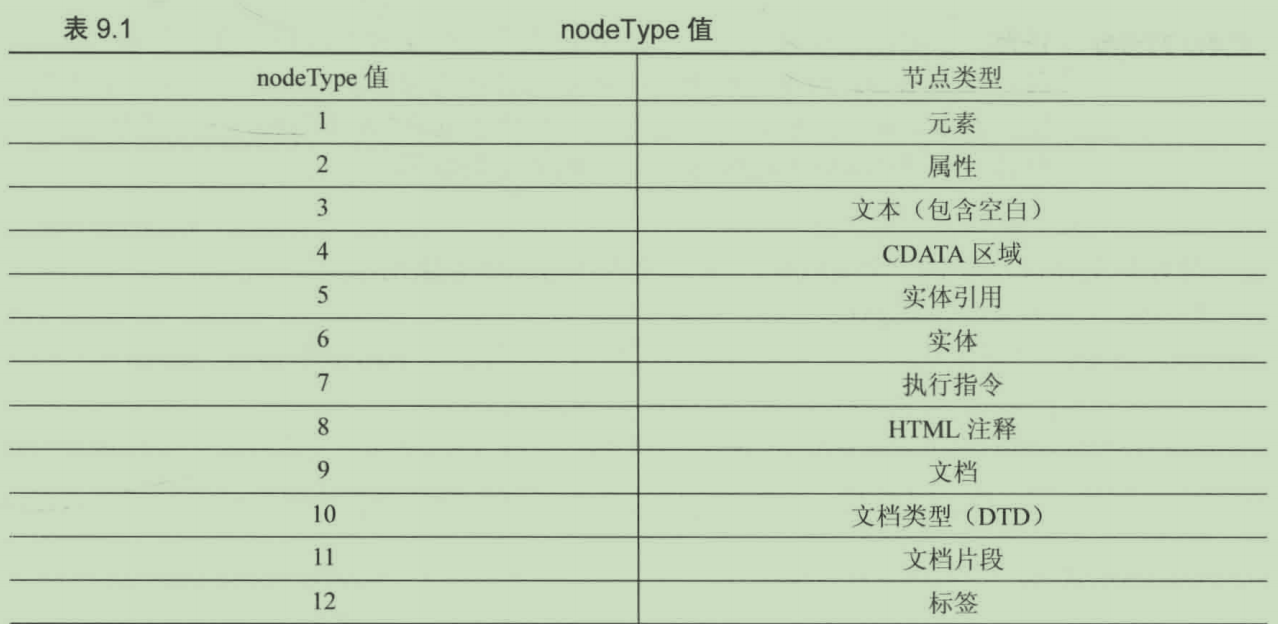 表 9.1 nodeType 值
nodeType 值 节点类型
1 元素
2 属性
3 文本（包含空白）
4 CDATA 区域
5 实体引用
6 实体
7 执行指令
8 HTML 注释
9 文档
10 文档类型（DTD）
11 文档片段
12 标签